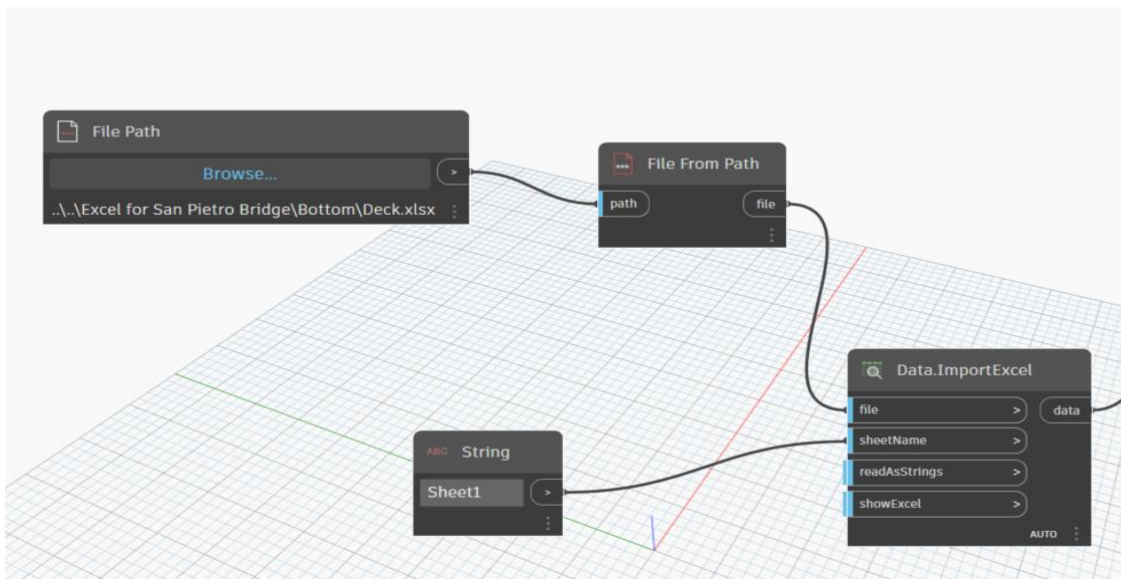 File Path
Browse...
>
..\..\Excel for San Pietro Bridge\Bottom\Deck.xlsx
File From Path
path
file
Data.ImportExcel
file >
data
sheetName >
readAsStrings >
showExcel >
AUTO
ABC String
Sheet1
>